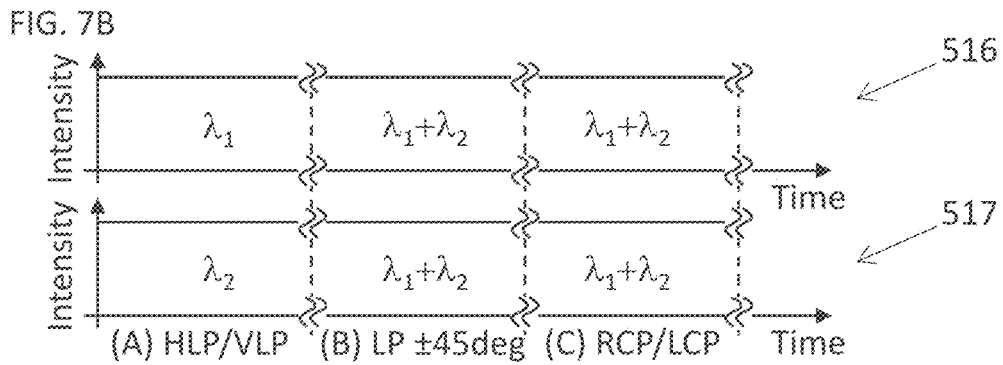 FIG. 7B
Intensity
λ₁ λ₁+λ₂ λ₁+λ₂
516
Time
Intensity
λ₂ λ₁+λ₂ λ₁+λ₂
517
(A) HLP/VLP (B) LP ±45deg (C) RCP/LCP Time